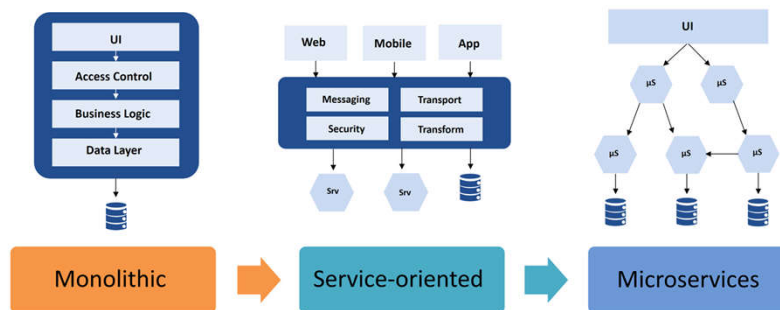 UI
Access Control
Business Logic
Data Layer
Web
Mobile
App
Messaging
Transport
Security
Transform
Srv
Srv
UI
µS
µS
µS
µS
µS
Monolithic
Service-oriented
Microservices